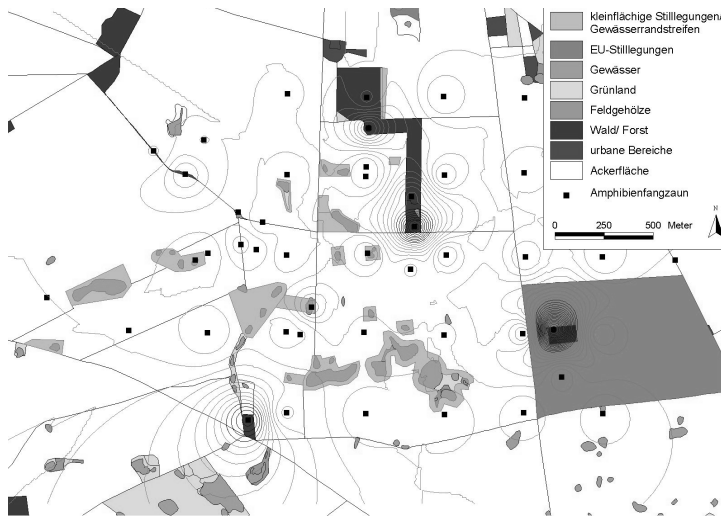 kleinflächige Stilllegungen/
Gewässerrandstreifen
EU-Stilllegungen
Gewässer
Grünland
Feldgehölze
Wald/ Forst
urbane Bereiche
Ackerfläche
Amphibienfangzaun
N
0 250 500 Meter